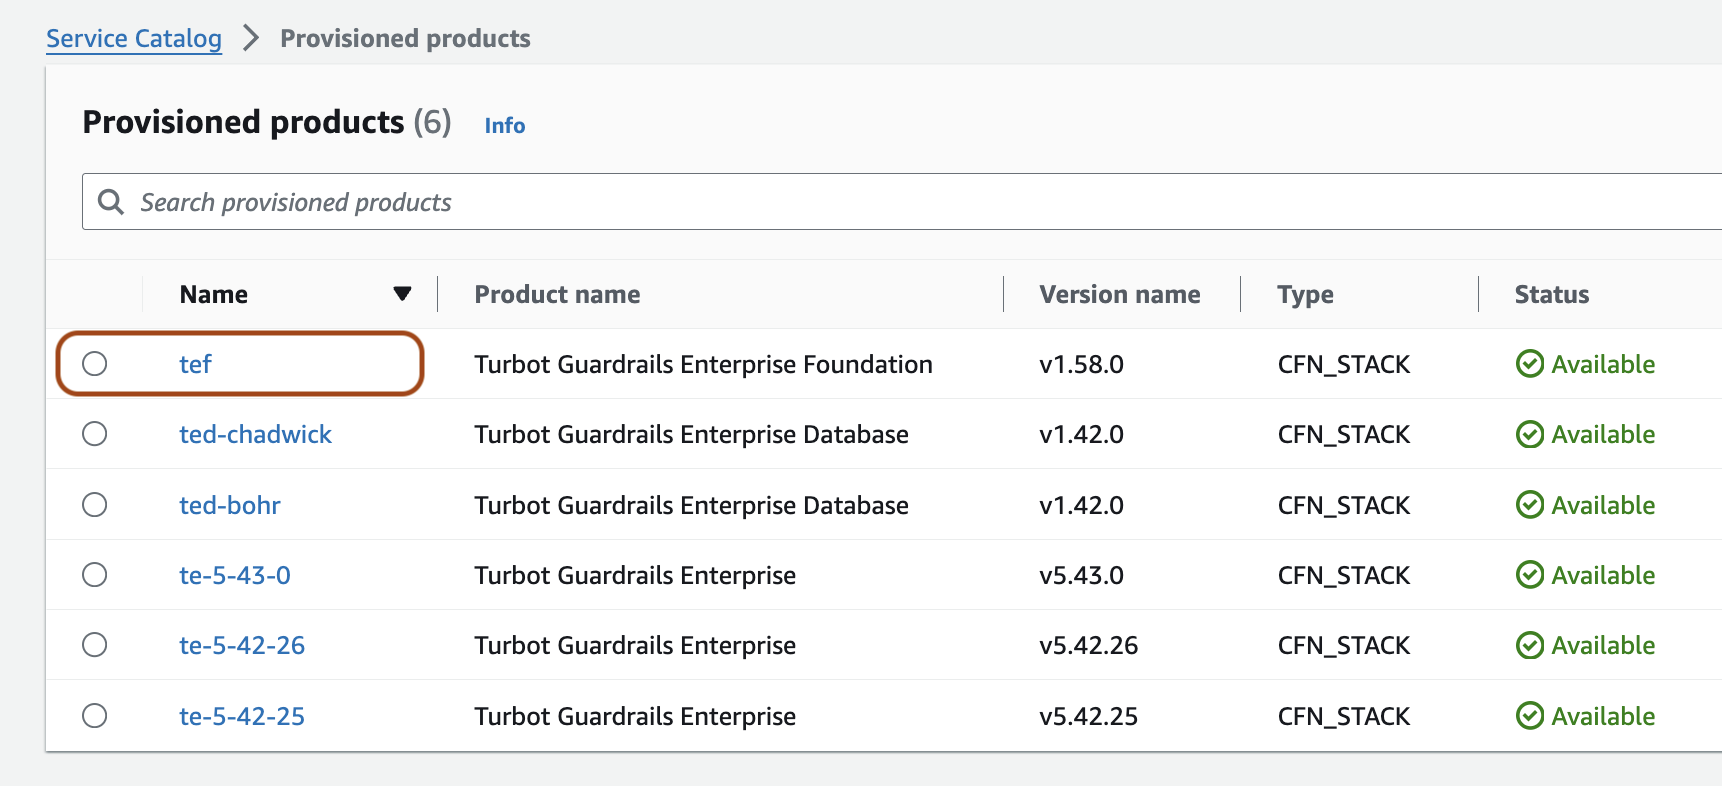 Service Catalog > Provisioned products
Provisioned products (6) Info
Search provisioned products
Name Product name Version name Type Status
tef Turbot Guardrails Enterprise Foundation v1.58.0 CFN_STACK Available
ted-chadwick Turbot Guardrails Enterprise Database v1.42.0 CFN_STACK Available
ted-bohr Turbot Guardrails Enterprise Database v1.42.0 CFN_STACK Available
te-5-43-0 Turbot Guardrails Enterprise v5.43.0 CFN_STACK Available
te-5-42-26 Turbot Guardrails Enterprise v5.42.26 CFN_STACK Available
te-5-42-25 Turbot Guardrails Enterprise v5.42.25 CFN_STACK Available